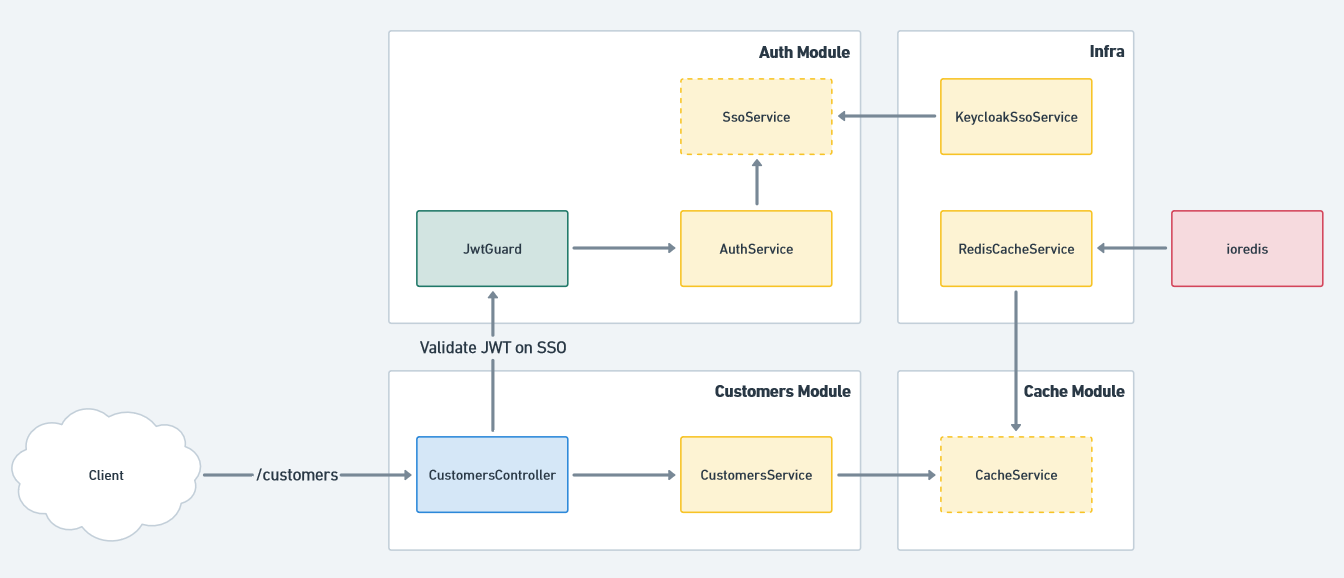 Auth Module
Infra
SsoService
KeycloakSsoService
JwtGuard
AuthService
RedisCacheService
ioredis
Validate JWT on SSO
Customers Module
Cache Module
Client
/customers
CustomersController
CustomersService
CacheService